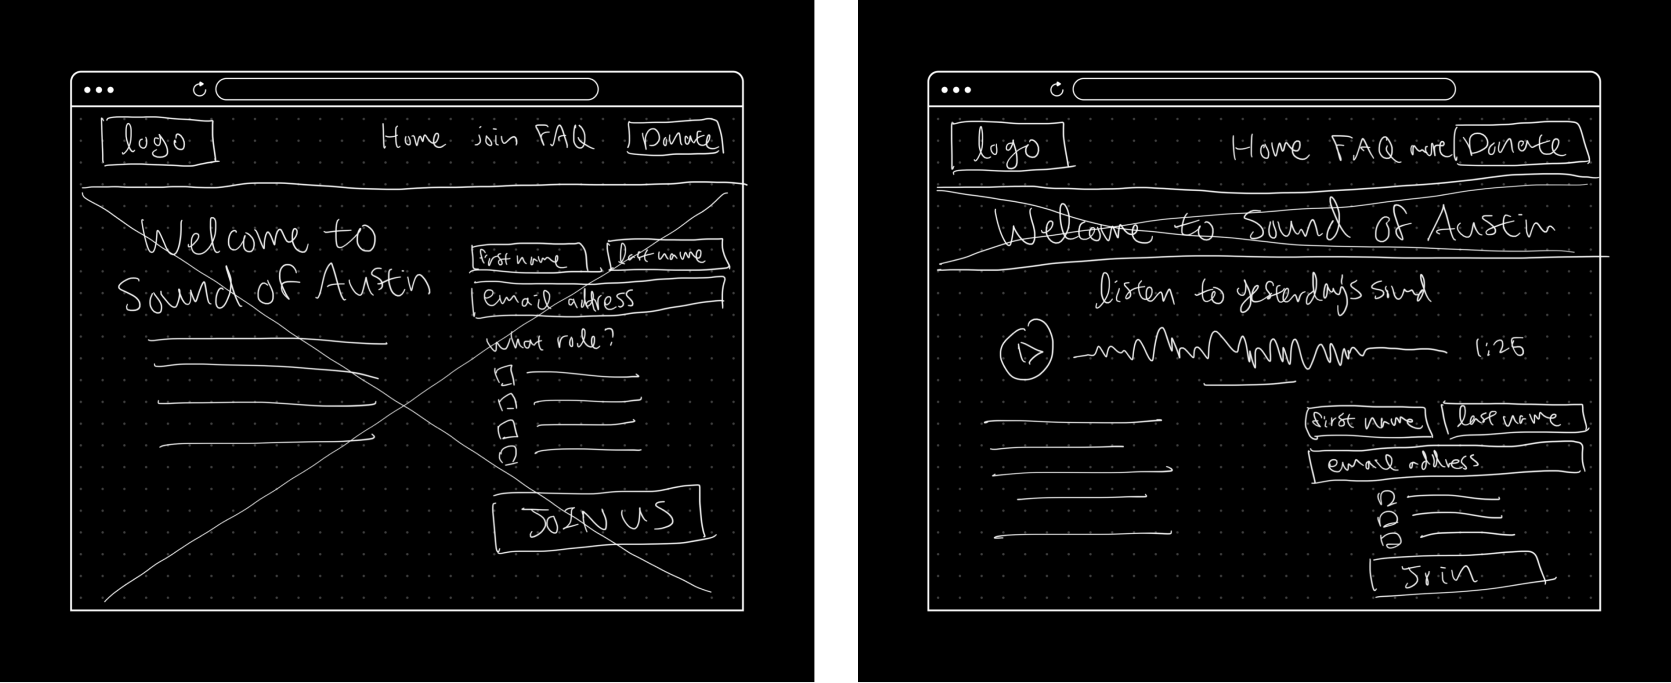 logo
Home join FAQ Donate
Welcome to
Sound of Austin
first name last name
email address
What role?
JOIN US
logo
Home FAQ more Donate
Welcome to Sound of Austin
listen to yesterday's sound
1:25
first name last name
email address
Join